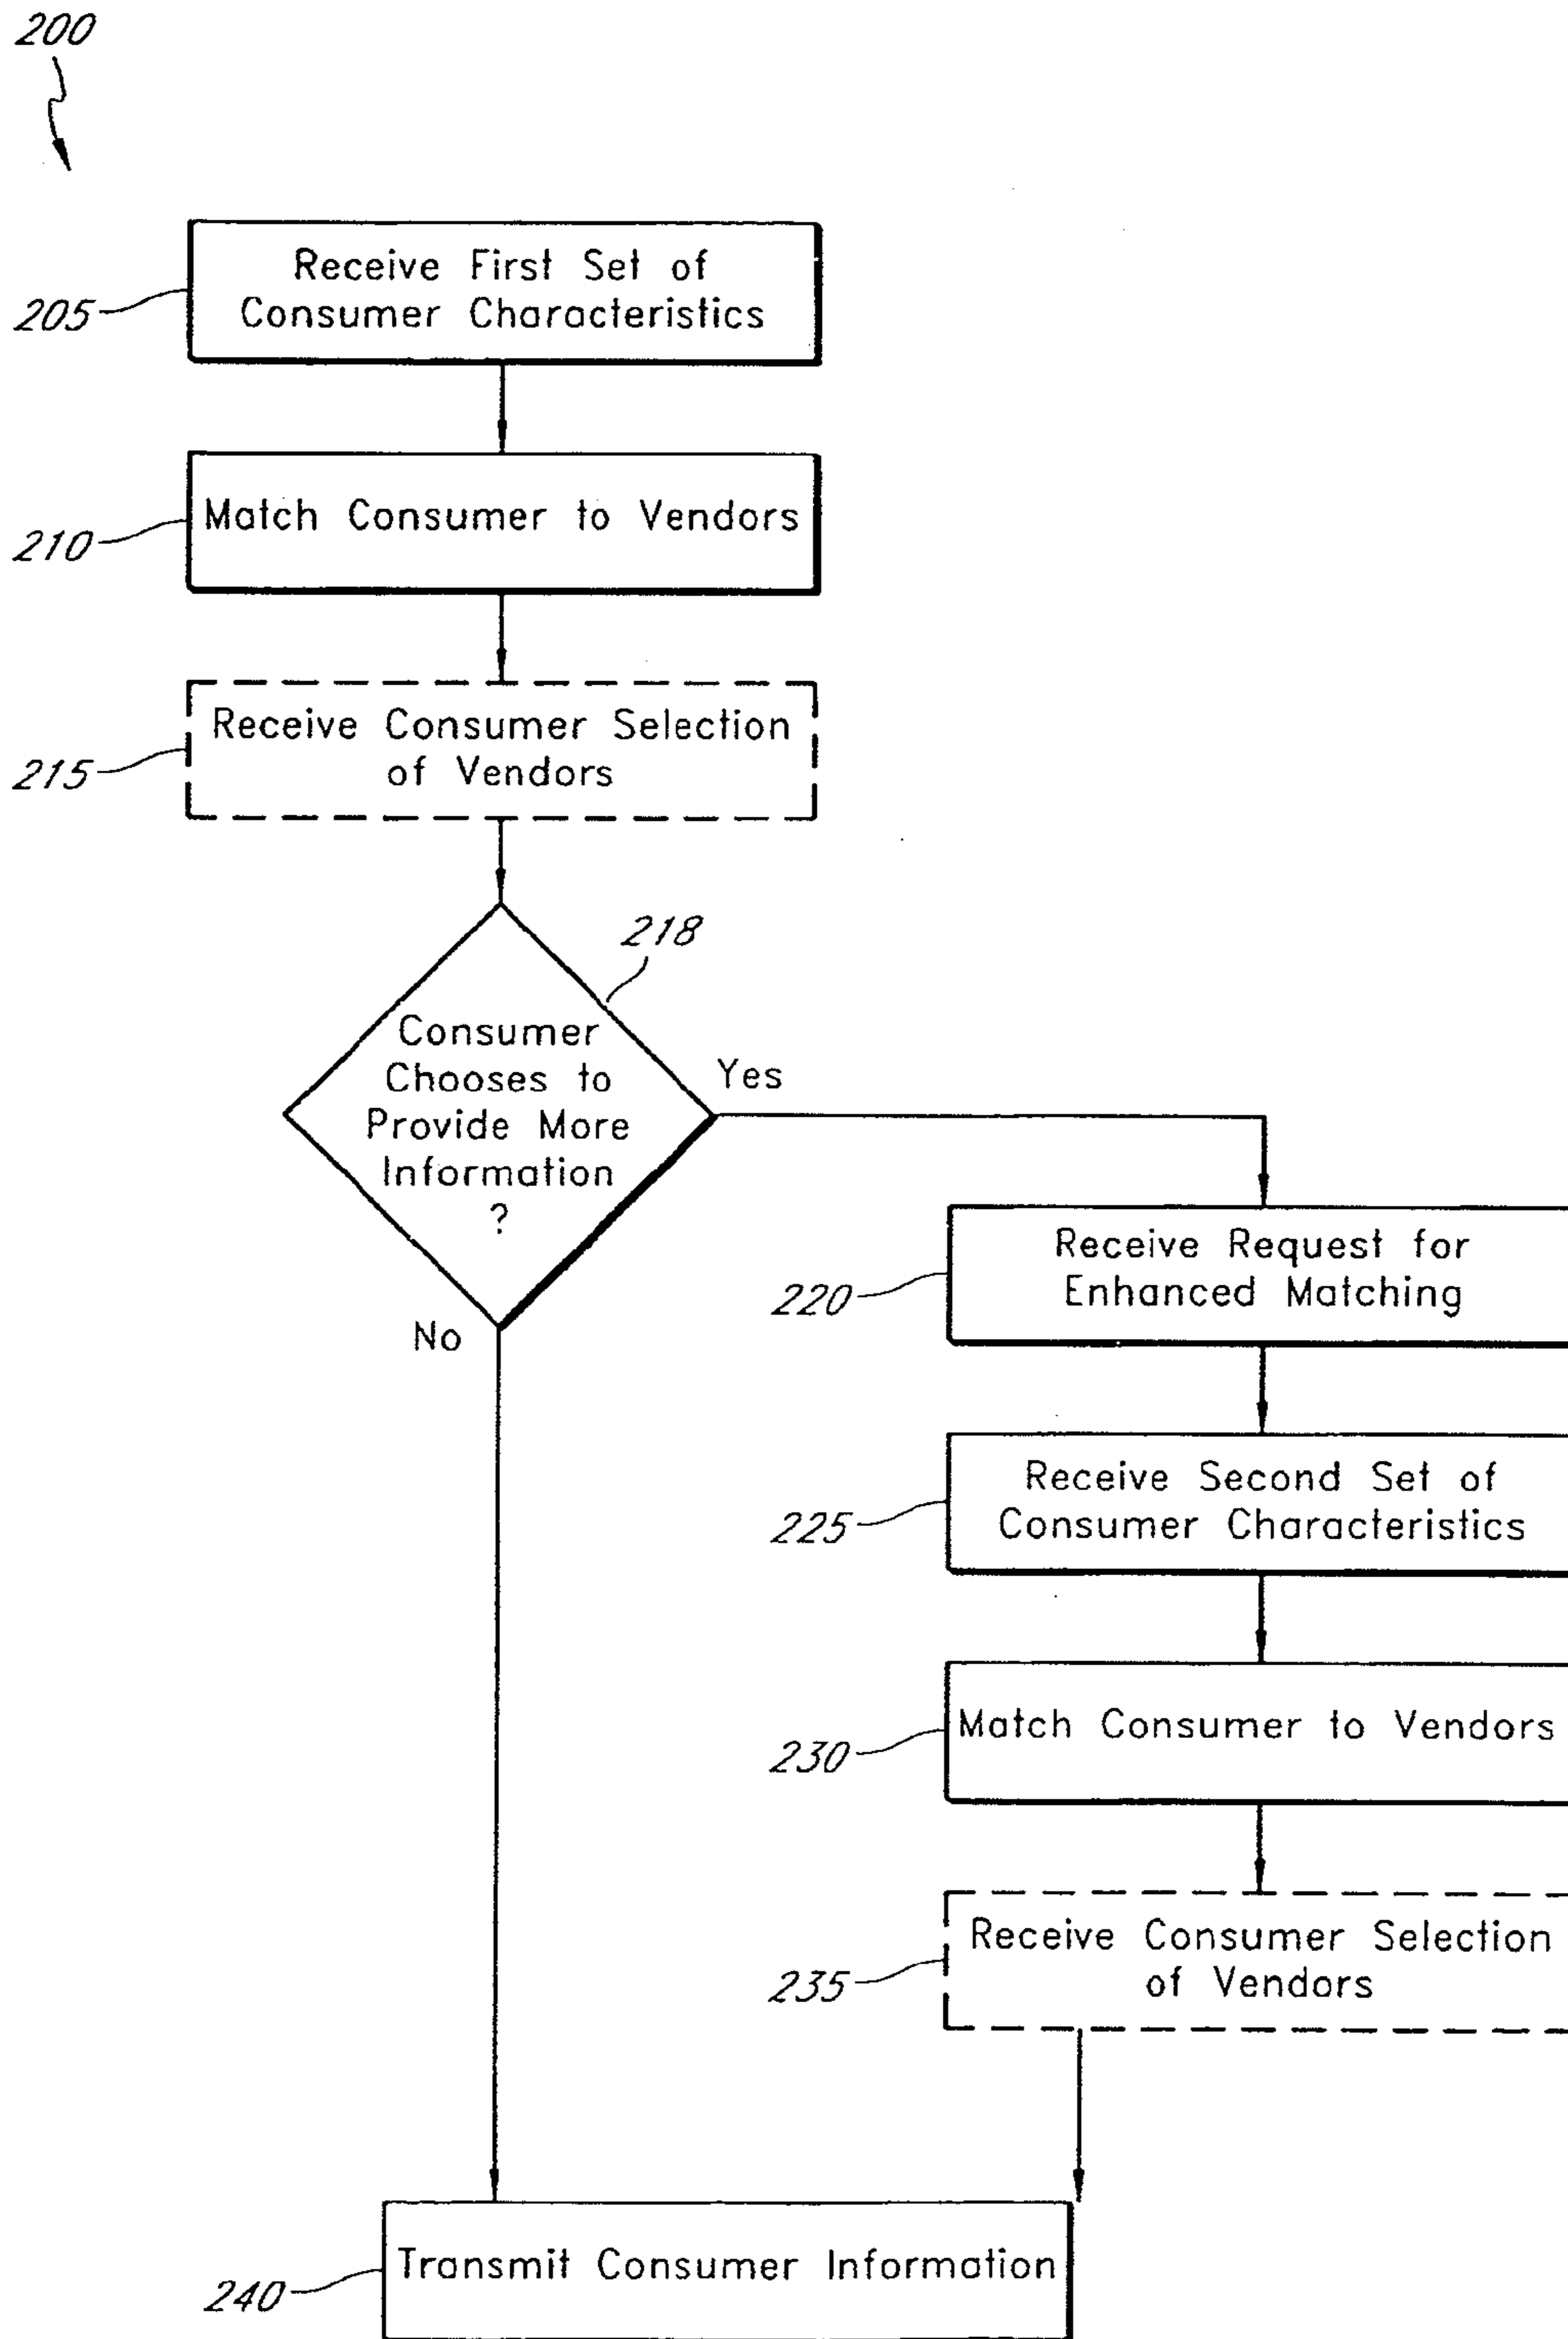 200
Receive First Set of
Consumer Characteristics
205
Match Consumer to Vendors
210
Receive Consumer Selection
of Vendors
215
218
Consumer
Chooses to
Provide More
Information
?
Yes
No
Receive Request for
Enhanced Matching
220
Receive Second Set of
Consumer Characteristics
225
Match Consumer to Vendors
230
Receive Consumer Selection
of Vendors
235
Transmit Consumer Information
240